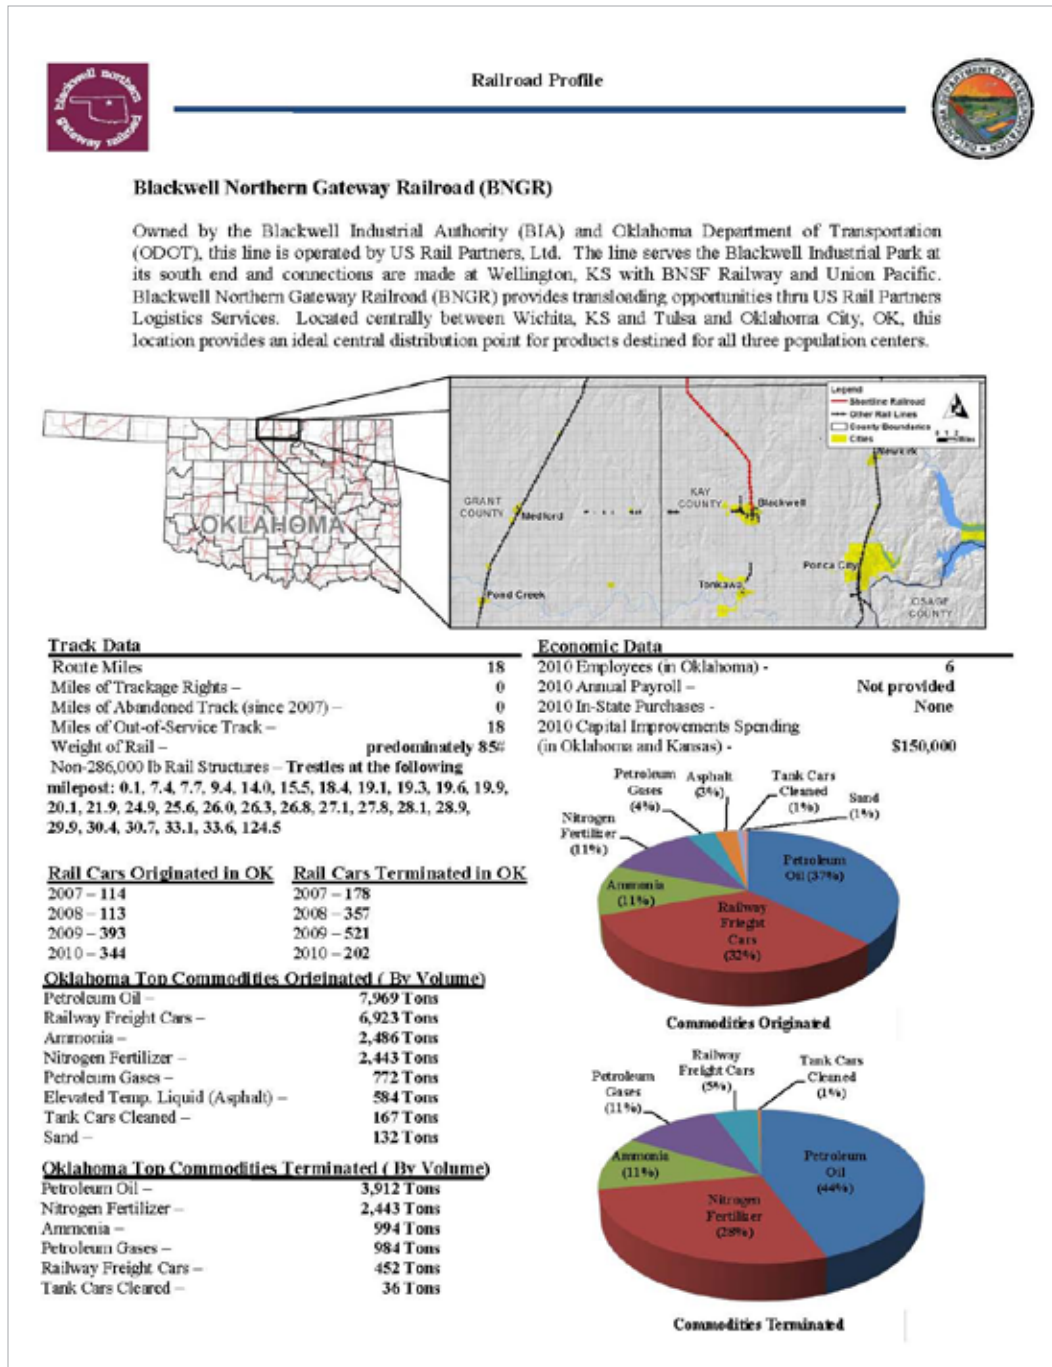 blackwell northern
gateway railroad
Railroad Profile
OKLAHOMA DEPARTMENT OF TRANSPORTATION
Blackwell Northern Gateway Railroad (BNGR)
Owned by the Blackwell Industrial Authority (BIA) and Oklahoma Department of Transportation
(ODOT), this line is operated by US Rail Partners, Ltd. The line serves the Blackwell Industrial Park at
its south end and connections are made at Wellington, KS with BNSF Railway and Union Pacific.
Blackwell Northern Gateway Railroad (BNGR) provides transloading opportunities thru US Rail Partners
Logistics Services. Located centrally between Wichita, KS and Tulsa and Oklahoma City, OK, this
location provides an ideal central distribution point for products destined for all three population centers.
OKLAHOMA
Legend
Shortline Railroad
Other Rail Lines
County Boundaries
Cities
0 1 2
Miles
Newkirk
GRANT
COUNTY
Medford
KAY
COUNTY
Blackwell
Ponca City
Tonkawa
Pond Creek
OSAGE
COUNTY
Track Data
Route Miles 18
Miles of Trackage Rights – 0
Miles of Abandoned Track (since 2007) – 0
Miles of Out-of-Service Track – 18
Weight of Rail – predominately 85#
Non-286,000 lb Rail Structures – Trestles at the following
milepost: 0.1, 7.4, 7.7, 9.4, 14.0, 15.5, 18.4, 19.1, 19.3, 19.6, 19.9,
20.1, 21.9, 24.9, 25.6, 26.0, 26.3, 26.8, 27.1, 27.8, 28.1, 28.9,
29.9, 30.4, 30.7, 33.1, 33.6, 124.5
Economic Data
2010 Employees (in Oklahoma) - 6
2010 Annual Payroll – Not provided
2010 In-State Purchases - None
2010 Capital Improvements Spending
(in Oklahoma and Kansas) - $150,000
Rail Cars Originated in OK
2007 – 114
2008 – 113
2009 – 393
2010 – 344
Rail Cars Terminated in OK
2007 – 178
2008 – 357
2009 – 521
2010 – 202
Oklahoma Top Commodities Originated ( By Volume)
Petroleum Oil – 7,969 Tons
Railway Freight Cars – 6,923 Tons
Ammonia – 2,486 Tons
Nitrogen Fertilizer – 2,443 Tons
Petroleum Gases – 772 Tons
Elevated Temp. Liquid (Asphalt) – 584 Tons
Tank Cars Cleaned – 167 Tons
Sand – 132 Tons
Oklahoma Top Commodities Terminated ( By Volume)
Petroleum Oil – 3,912 Tons
Nitrogen Fertilizer – 2,443 Tons
Ammonia – 994 Tons
Petroleum Gases – 984 Tons
Railway Freight Cars – 452 Tons
Tank Cars Cleared – 36 Tons
Petroleum
Gases
(4%)
Asphalt
(3%)
Tank Cars
Cleaned
(1%)
Sand
(1%)
Nitrogen
Fertilizer
(11%)
Petroleum
Oil (37%)
Ammonia
(11%)
Railway
Frieght
Cars
(32%)
Commodities Originated
Railway
Freight Cars
(5%)
Tank Cars
Cleaned
(1%)
Petroleum
Gases
(11%)
Ammonia
(11%)
Petroleum
Oil
(44%)
Nitrogen
Fertilizer
(28%)
Commodities Terminated